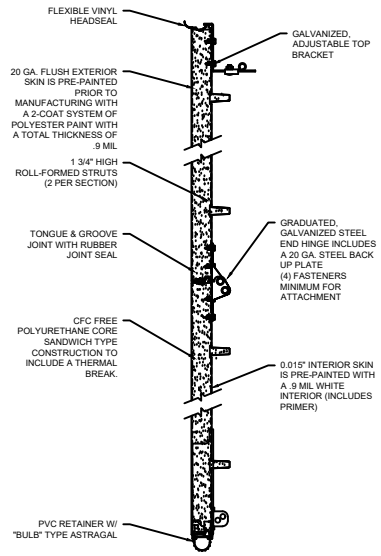 FLEXIBLE VINYL
HEADSEAL
GALVANIZED,
ADJUSTABLE TOP
BRACKET
20 GA. FLUSH EXTERIOR
SKIN IS PRE-PAINTED
PRIOR TO
MANUFACTURING WITH
A 2-COAT SYSTEM OF
POLYESTER PAINT WITH
A TOTAL THICKNESS OF
.9 MIL
1 3/4" HIGH
ROLL-FORMED STRUTS
(2 PER SECTION)
TONGUE & GROOVE
JOINT WITH RUBBER
JOINT SEAL
GRADUATED,
GALVANIZED STEEL
END HINGE INCLUDES
A 20 GA. STEEL BACK
UP PLATE
(4) FASTENERS
MINIMUM FOR
ATTACHMENT
CFC FREE
POLYURETHANE CORE
SANDWICH TYPE
CONSTRUCTION TO
INCLUDE A THERMAL
BREAK.
0.015" INTERIOR SKIN
IS PRE-PAINTED WITH
A .9 MIL WHITE
INTERIOR (INCLUDES
PRIMER)
PVC RETAINER W/
"BULB" TYPE ASTRAGAL